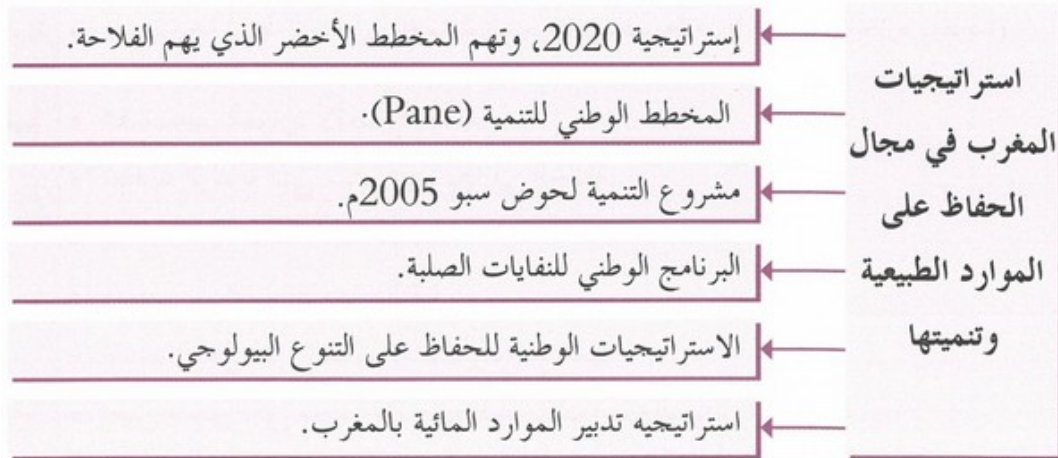 استراتيجيات
المغرب في مجال
الحفاظ على
الموارد الطبيعية
وتنميتها
إستراتيجية 2020، وتهم المخطط الأخضر الذي يهم الفلاحة.
المخطط الوطني للتنمية (Pane).
مشروع التنمية لحوض سبو 2005م.
البرنامج الوطني للنفايات الصلبة.
الاستراتيجيات الوطنية للحفاظ على التنوع البيولوجي.
استراتيجيه تدبير الموارد المائية بالمغرب.